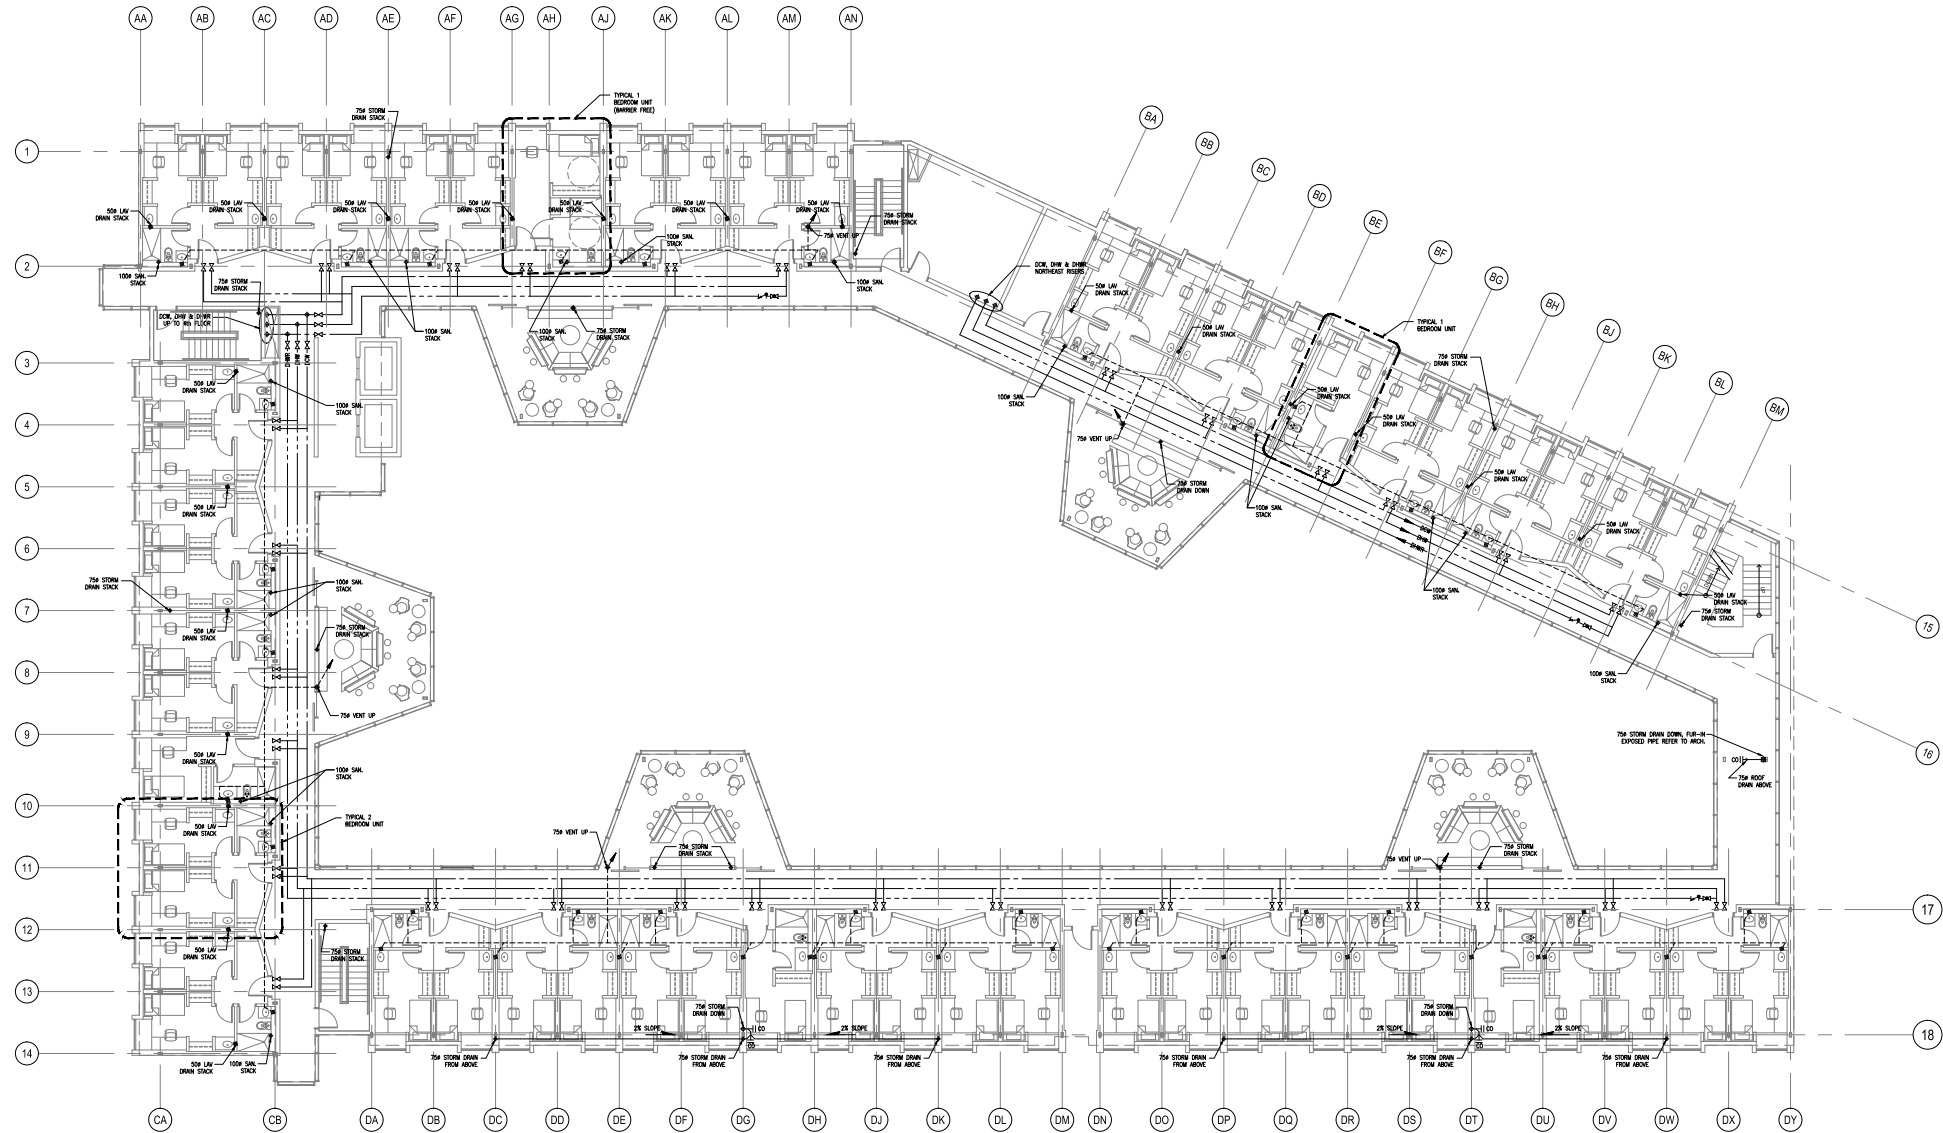 AA AB AC AD AE AF AG AH AJ AK AL AM AN
TYPICAL 1
BEDROOM UNIT
(BARRIER FREE)
75ø STORM
DRAIN STACK
BA
BB
BC
BD
BE
BF
BG
BH
BJ
BK
BL
BM
1
50ø LAV
DRAIN STACK
50ø LAV
DRAIN STACK
50ø LAV
DRAIN STACK
50ø LAV
DRAIN STACK
50ø LAV
DRAIN STACK
50ø LAV
DRAIN STACK
50ø LAV
DRAIN STACK
75ø STORM
DRAIN STACK
75ø VENT UP
100ø SAN.
STACK
2
100ø SAN.
STACK
75ø STORM
DRAIN STACK
100ø SAN.
STACK
DCW, DHW & DHWR
NORTHEAST RISERS
DCW, DHW & DHWR
UP TO 4th FLOOR
100ø SAN.
STACK
100ø SAN.
STACK
75ø STORM
DRAIN STACK
DHWR
DHW
DCW
50ø LAV
DRAIN STACK
50ø LAV
DRAIN STACK
TYPICAL 1
BEDROOM UNIT
75ø STORM
DRAIN STACK
3
50ø LAV
DRAIN STACK
100ø SAN.
STACK
100ø SAN.
STACK
50ø LAV
DRAIN STACK
50ø LAV
DRAIN STACK
4
75ø VENT UP
75ø STORM
DRAIN DOWN
50ø LAV
DRAIN STACK
5
50ø LAV
DRAIN STACK
100ø SAN.
STACK
50ø LAV
DRAIN STACK
DCW
DHW
DHWR
6
75ø STORM
DRAIN STACK
100ø SAN.
STACK
100ø SAN.
STACK
UP
50ø LAV
DRAIN STACK
75ø STORM
DRAIN STACK
7
50ø LAV
DRAIN STACK
75ø STORM
DRAIN STACK
15
8
100ø SAN.
STACK
75ø VENT UP
9
50ø LAV
DRAIN STACK
75ø STORM DRAIN DOWN, FUR-IN
EXPOSED PIPE REFER TO ARCH.
16
100ø SAN.
STACK
CO
75ø ROOF
DRAIN ABOVE
10
50ø LAV
DRAIN STACK
TYPICAL 2
BEDROOM UNIT
75ø VENT UP
75ø STORM
DRAIN STACK
75ø VENT UP
75ø STORM
DRAIN STACK
11
17
12
50ø LAV
DRAIN STACK
75ø STORM
DRAIN STACK
13
75ø STORM
DRAIN DOWN
CO
2% SLOPE
2% SLOPE
CO
75ø STORM
DRAIN DOWN
CO
2% SLOPE
2% SLOPE
CO
18
14
50ø LAV
DRAIN STACK
100ø SAN.
STACK
75ø STORM DRAIN
FROM ABOVE
75ø STORM DRAIN
FROM ABOVE
75ø STORM DRAIN
FROM ABOVE
75ø STORM DRAIN
FROM ABOVE
75ø STORM DRAIN
FROM ABOVE
75ø STORM DRAIN
FROM ABOVE
CA CB DA DB DC DD DE DF DG DH DJ DK DL DM DN DO DP DQ DR DS DT DU DV DW DX DY